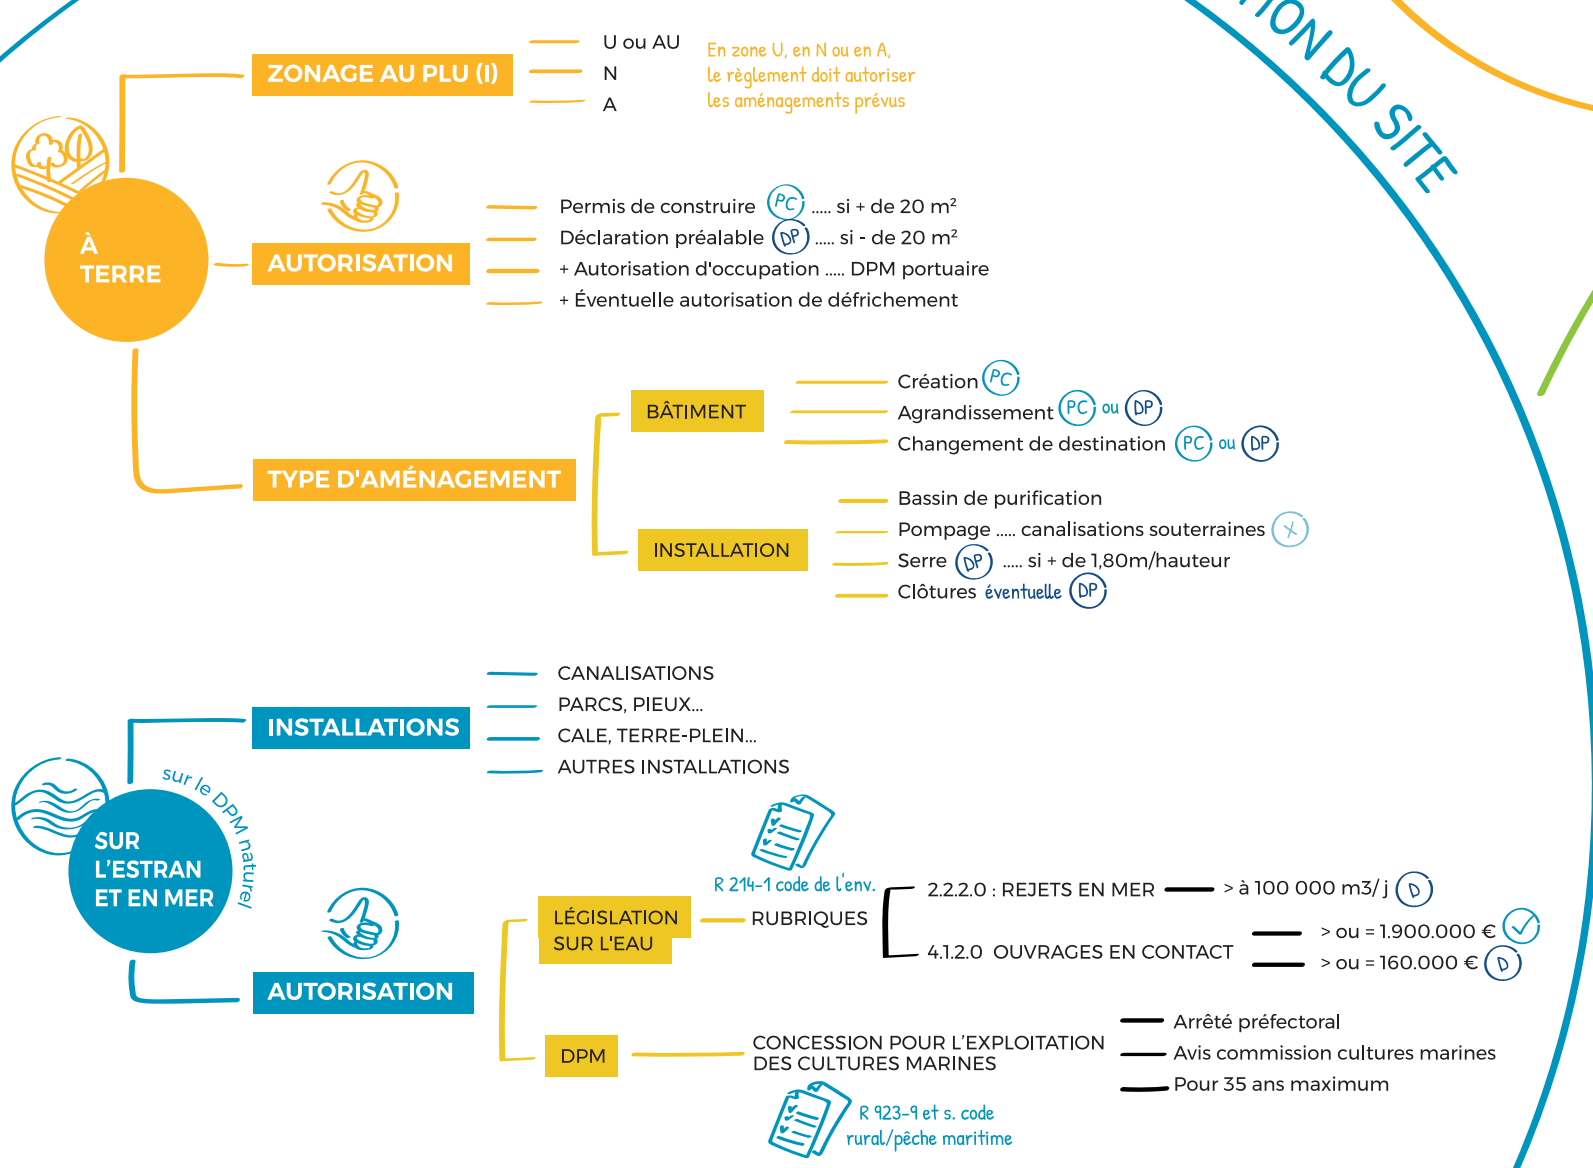 TION DU SITE
ZONAGE AU PLU (I)
U ou AU
N
A
En zone U, en N ou en A,
le règlement doit autoriser
les aménagements prévus
À
TERRE
AUTORISATION
Permis de construire PC ..... si + de 20 m²
Déclaration préalable DP ..... si - de 20 m²
+ Autorisation d'occupation ..... DPM portuaire
+ Éventuelle autorisation de défrichement
TYPE D'AMÉNAGEMENT
BÂTIMENT
Création PC
Agrandissement PC ou DP
Changement de destination PC ou DP
INSTALLATION
Bassin de purification
Pompage ..... canalisations souterraines X
Serre DP ..... si + de 1,80m/hauteur
Clôtures éventuelle DP
SUR
L'ESTRAN
ET EN MER
sur le DPM naturel
INSTALLATIONS
CANALISATIONS
PARCS, PIEUX...
CALE, TERRE-PLEIN...
AUTRES INSTALLATIONS
AUTORISATION
LÉGISLATION
SUR L'EAU
R 214-1 code de l'env.
RUBRIQUES
2.2.2.0 : REJETS EN MER
> à 100 000 m3/ j D
4.1.2.0 OUVRAGES EN CONTACT
> ou = 1.900.000 €
> ou = 160.000 € D
DPM
CONCESSION POUR L'EXPLOITATION
DES CULTURES MARINES
Arrêté préfectoral
Avis commission cultures marines
Pour 35 ans maximum
R 923-9 et s. code
rural/pêche maritime